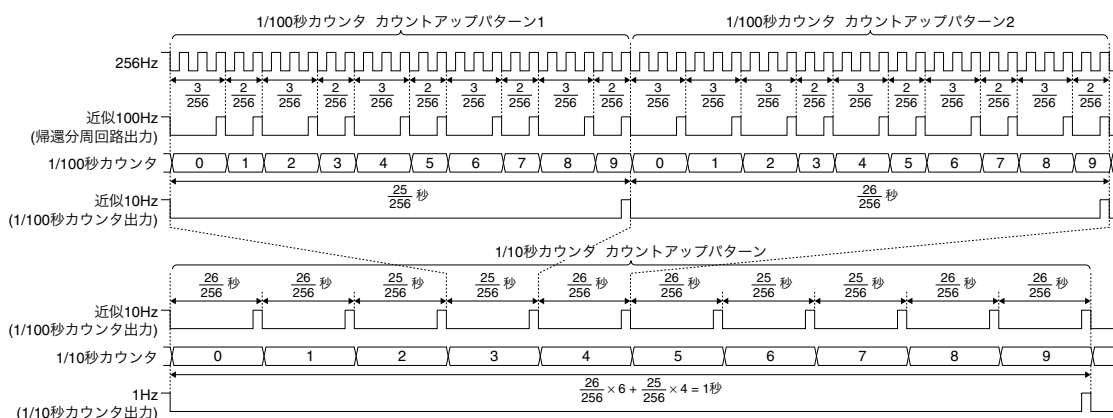 1/100秒カウンタ カウントアップパターン1 1/100秒カウンタ カウントアップパターン2
256Hz
3/256 2/256 3/256 2/256 3/256 2/256 3/256 2/256 3/256 2/256 3/256 3/256 3/256 2/256 3/256 2/256 3/256 2/256 3/256 2/256
近似100Hz
(帰還分周回路出力)
1/100秒カウンタ 0 1 2 3 4 5 6 7 8 9 0 1 2 3 4 5 6 7 8 9
25/256 秒 26/256 秒
近似10Hz
(1/100秒カウンタ出力)
1/10秒カウンタ カウントアップパターン
26/256 秒 26/256 秒 25/256 秒 25/256 秒 26/256 秒 26/256 秒 25/256 秒 25/256 秒 26/256 秒 26/256 秒
近似10Hz
(1/100秒カウンタ出力)
1/10秒カウンタ 0 1 2 3 4 5 6 7 8 9
26/256 × 6 + 25/256 × 4 = 1秒
1Hz
(1/10秒カウンタ出力)